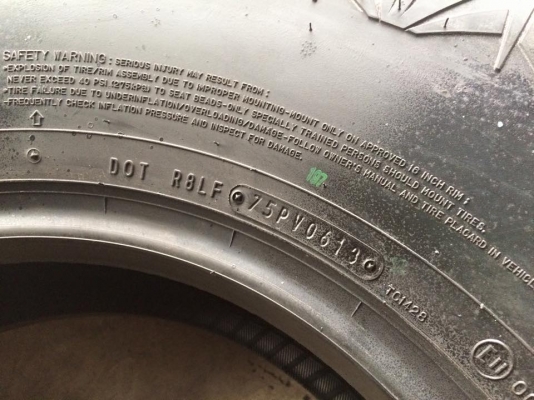 SAFETY WARNING: SERIOUS INJURY MAY RESULT FROM:
-EXPLOSION OF TIRE/RIM ASSEMBLY DUE TO IMPROPER MOUNTING-MOUNT ONLY ON APPROVED 16 INCH RIM;
NEVER EXCEED 40 PSI (275KPa) TO SEAT BEADS-ONLY SPECIALLY TRAINED PERSONS SHOULD MOUNT TIRES.
-TIRE FAILURE DUE TO UNDERINFLATION/OVERLOADING/DAMAGE-FOLLOW OWNER'S MANUAL AND TIRE PLACARD IN VEHICLE
-FREQUENTLY CHECK INFLATION PRESSURE AND INSPECT FOR DAMAGE.
DOT R8LF 75PV0613
TC1428
E11